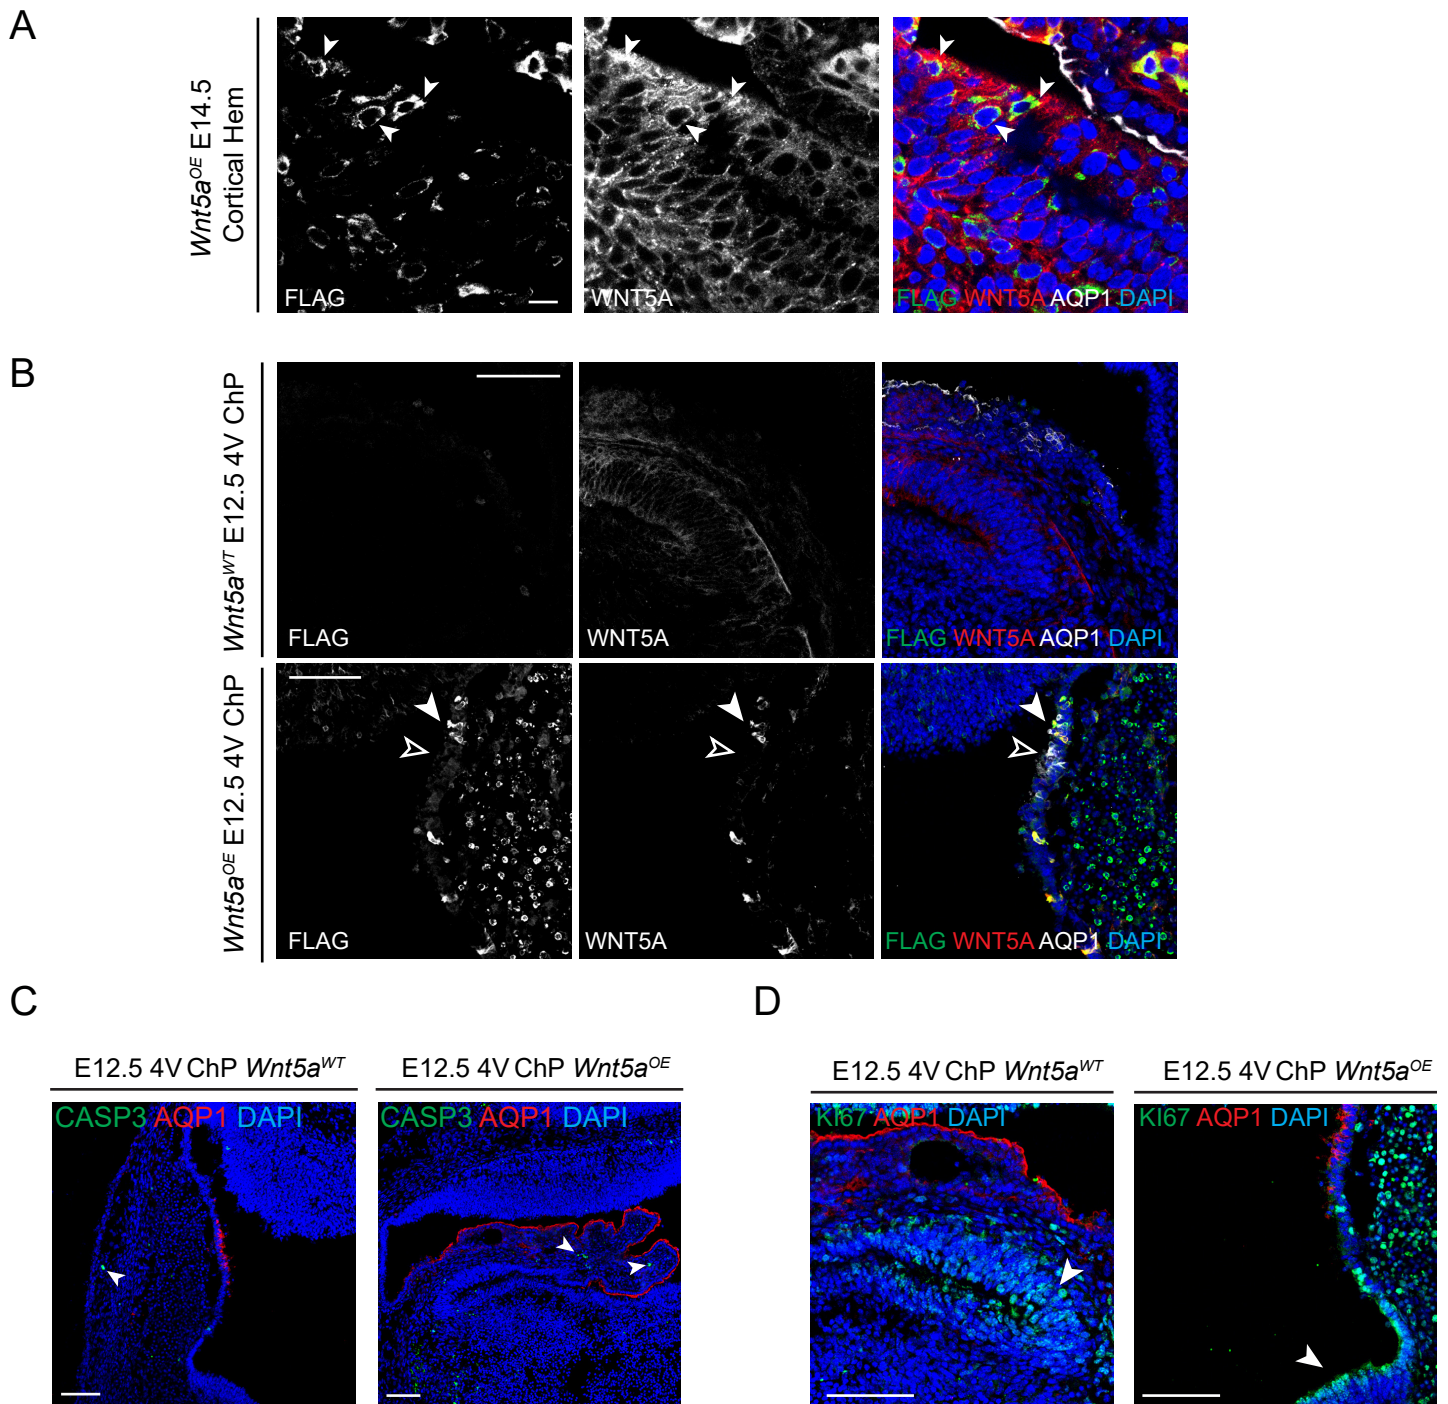 A
Wnt5aOE E14.5
Cortical Hem
FLAG
WNT5A
FLAG WNT5A AQP1 DAPI
B
Wnt5aWT E12.5 4V ChP
FLAG
WNT5A
FLAG WNT5A AQP1 DAPI
Wnt5aOE E12.5 4V ChP
FLAG
WNT5A
FLAG WNT5A AQP1 DAPI
C
E12.5 4V ChP Wnt5aWT
CASP3 AQP1 DAPI
E12.5 4V ChP Wnt5aOE
CASP3 AQP1 DAPI
D
E12.5 4V ChP Wnt5aWT
KI67 AQP1 DAPI
E12.5 4V ChP Wnt5aOE
KI67 AQP1 DAPI